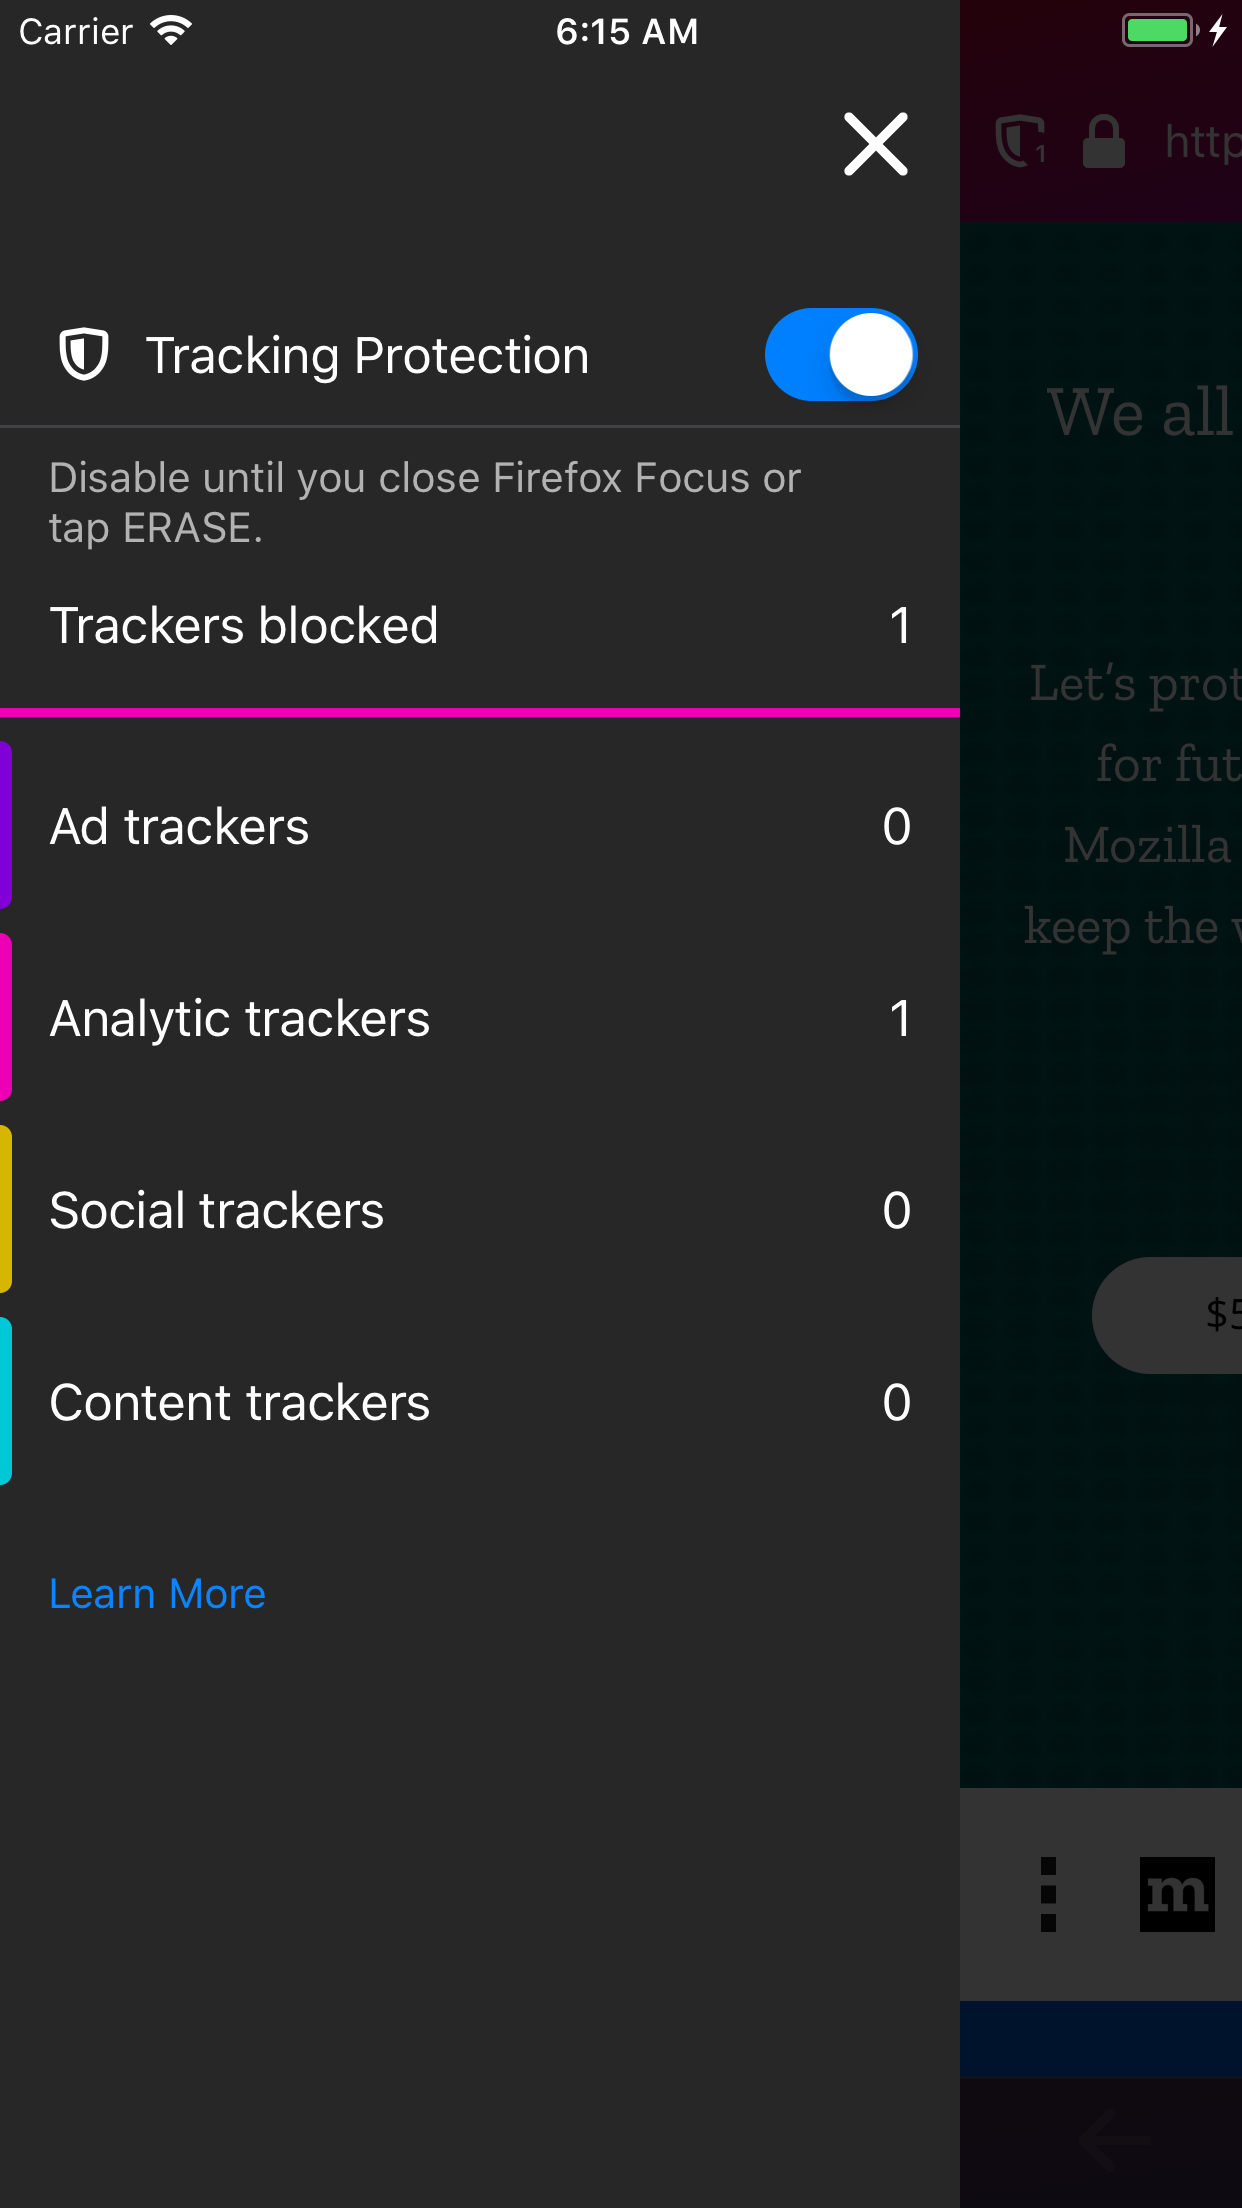 Carrier 6:15 AM
1 http
Tracking Protection
Disable until you close Firefox Focus or
tap ERASE.
Trackers blocked 1
Ad trackers 0
Analytic trackers 1
Social trackers 0
Content trackers 0
Learn More
We all
Let's prot
for fut
Mozilla
keep the
$5
m